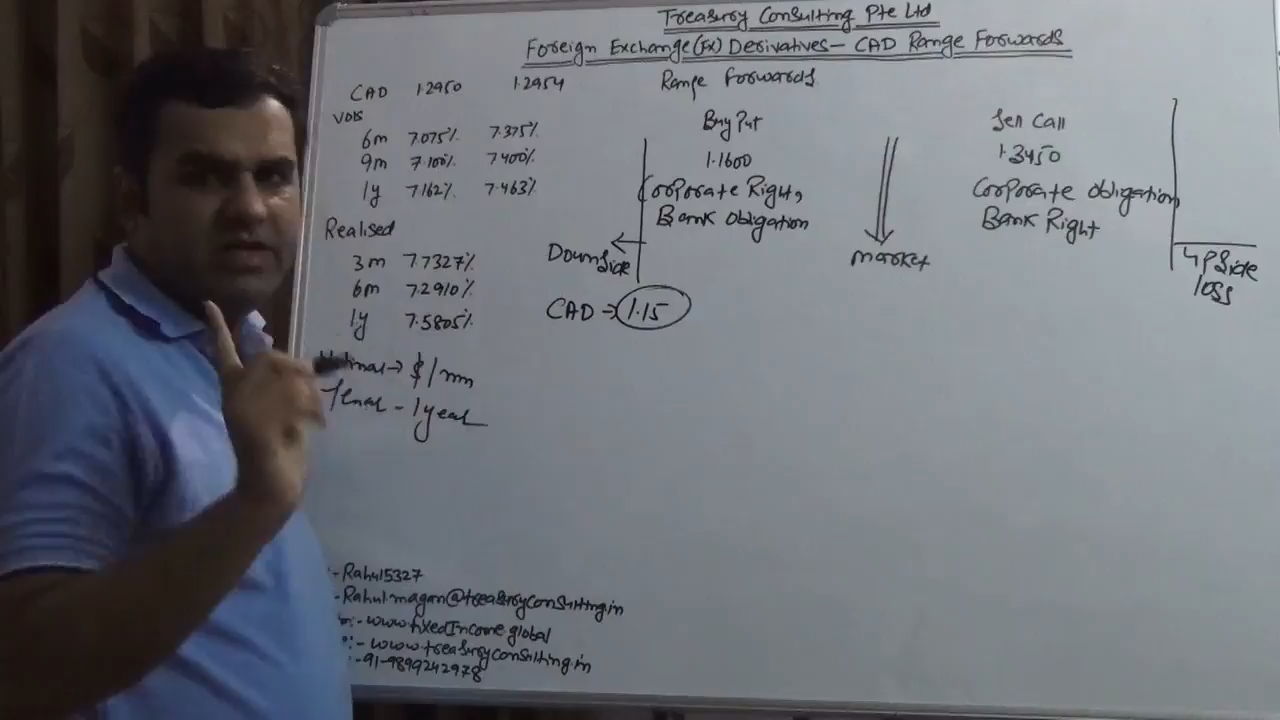 Treasury Consulting Pte Ltd
Foreign Exchange(FX) Derivatives- CAD Range Forwards
CAD 1.2950 1.2954
VOIS
6m 7.075% 7.375%
9m 7.100% 7.400%
1y 7.162% 7.463%
Realised
3m 7.7327%
6m 7.2910%
1y 7.5805%
→ $1mn
- 1year
Range Forwards
Buy Put
1.1600
Corporate Right,
Bank Obligation
Downside
CAD → 1.15
market
Sell Call
1.3450
Corporate obligation
Bank Right
upside
loss
:-Rahul5327
-Rahul.magan@treasuryconsulting.in
:-www.fixedincome.global
:-www.treasuryconsulting.in
:-91-9899242978